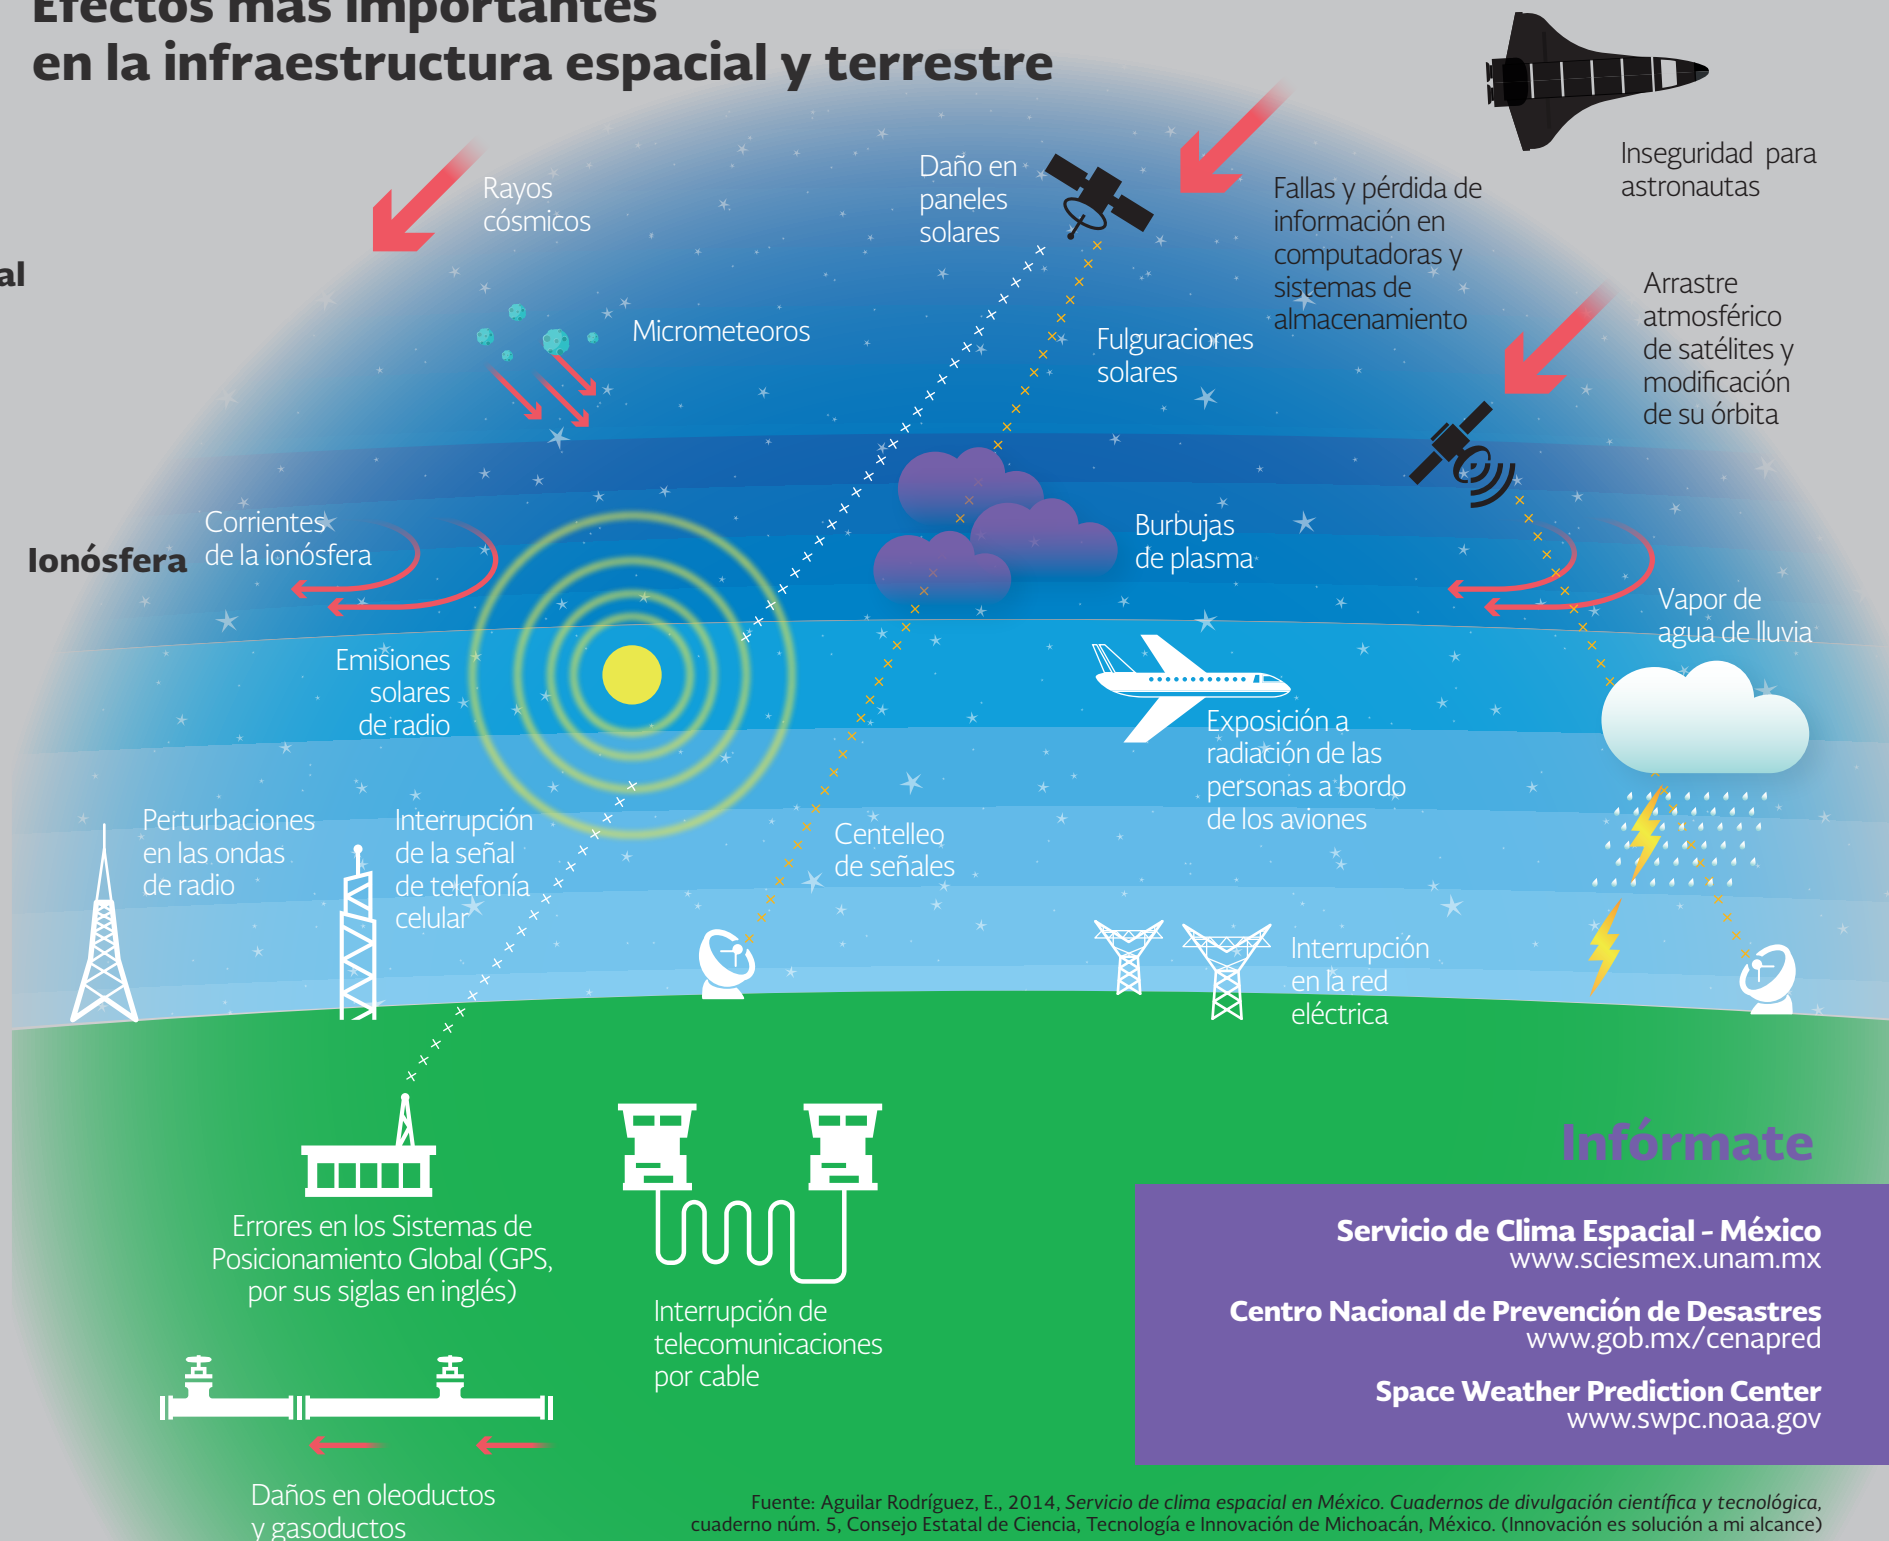 Efectos más importantes
en la infraestructura espacial y terrestre
Inseguridad para
astronautas
Rayos
cósmicos
Daño en
paneles
solares
Fallas y pérdida de
información en
computadoras y
sistemas de
almacenamiento
al
Arrastre
atmosférico
de satélites y
modificación
de su órbita
Micrometeoros
Fulguraciones
solares
Ionósfera
Corrientes
de la ionósfera
Burbujas
de plasma
Vapor de
agua de lluvia
Emisiones
solares
de radio
Exposición a
radiación de las
personas a bordo
de los aviones
Perturbaciones
en las ondas
de radio
Interrupción
de la señal
de telefonía
celular
Centelleo
de señales
Interrupción
en la red
eléctrica
Errores en los Sistemas de
Posicionamiento Global (GPS,
por sus siglas en inglés)
Interrupción de
telecomunicaciones
por cable
Daños en oleoductos
y gasoductos
Infórmate
Servicio de Clima Espacial - México
www.sciesmex.unam.mx
Centro Nacional de Prevención de Desastres
www.gob.mx/cenapred
Space Weather Prediction Center
www.swpc.noaa.gov
Fuente: Aguilar Rodríguez, E., 2014, Servicio de clima espacial en México. Cuadernos de divulgación científica y tecnológica,
cuaderno núm. 5, Consejo Estatal de Ciencia, Tecnología e Innovación de Michoacán, México. (Innovación es solución a mi alcance)